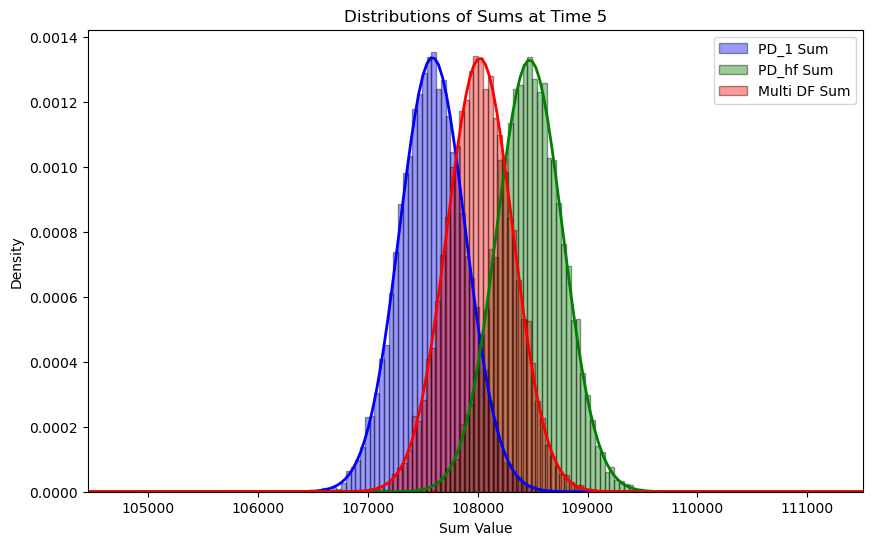 Distributions of Sums at Time 5
PD_1 Sum
PD_hf Sum
Multi DF Sum
Density
0.0014
0.0012
0.0010
0.0008
0.0006
0.0004
0.0002
0.0000
105000 106000 107000 108000 109000 110000 111000
Sum Value